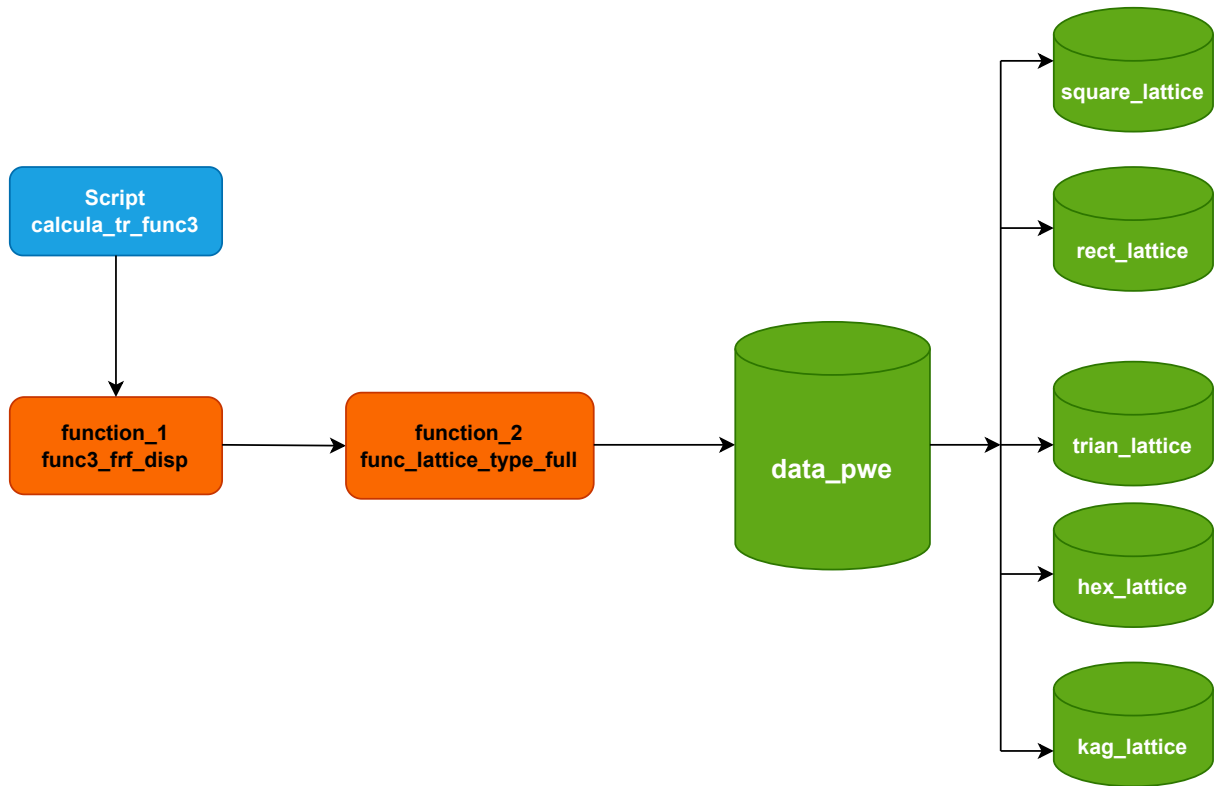 Script
calcula_tr_func3
function_1
func3_frf_disp
function_2
func_lattice_type_full
data_pwe
square_lattice
rect_lattice
trian_lattice
hex_lattice
kag_lattice